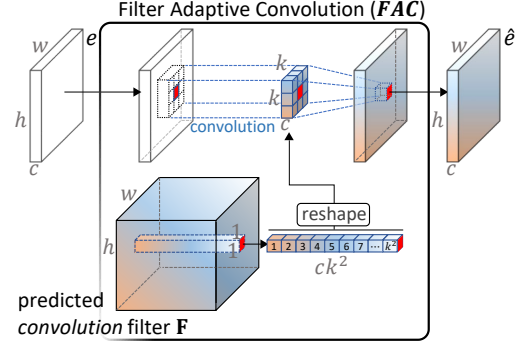 Filter Adaptive Convolution (FAC)
w e
h
c
k
k
c
convolution
w ê
h
c
reshape
w
h
1
1
1 2 3 4 5 6 7 ... k²
ck²
predicted
convolution filter F